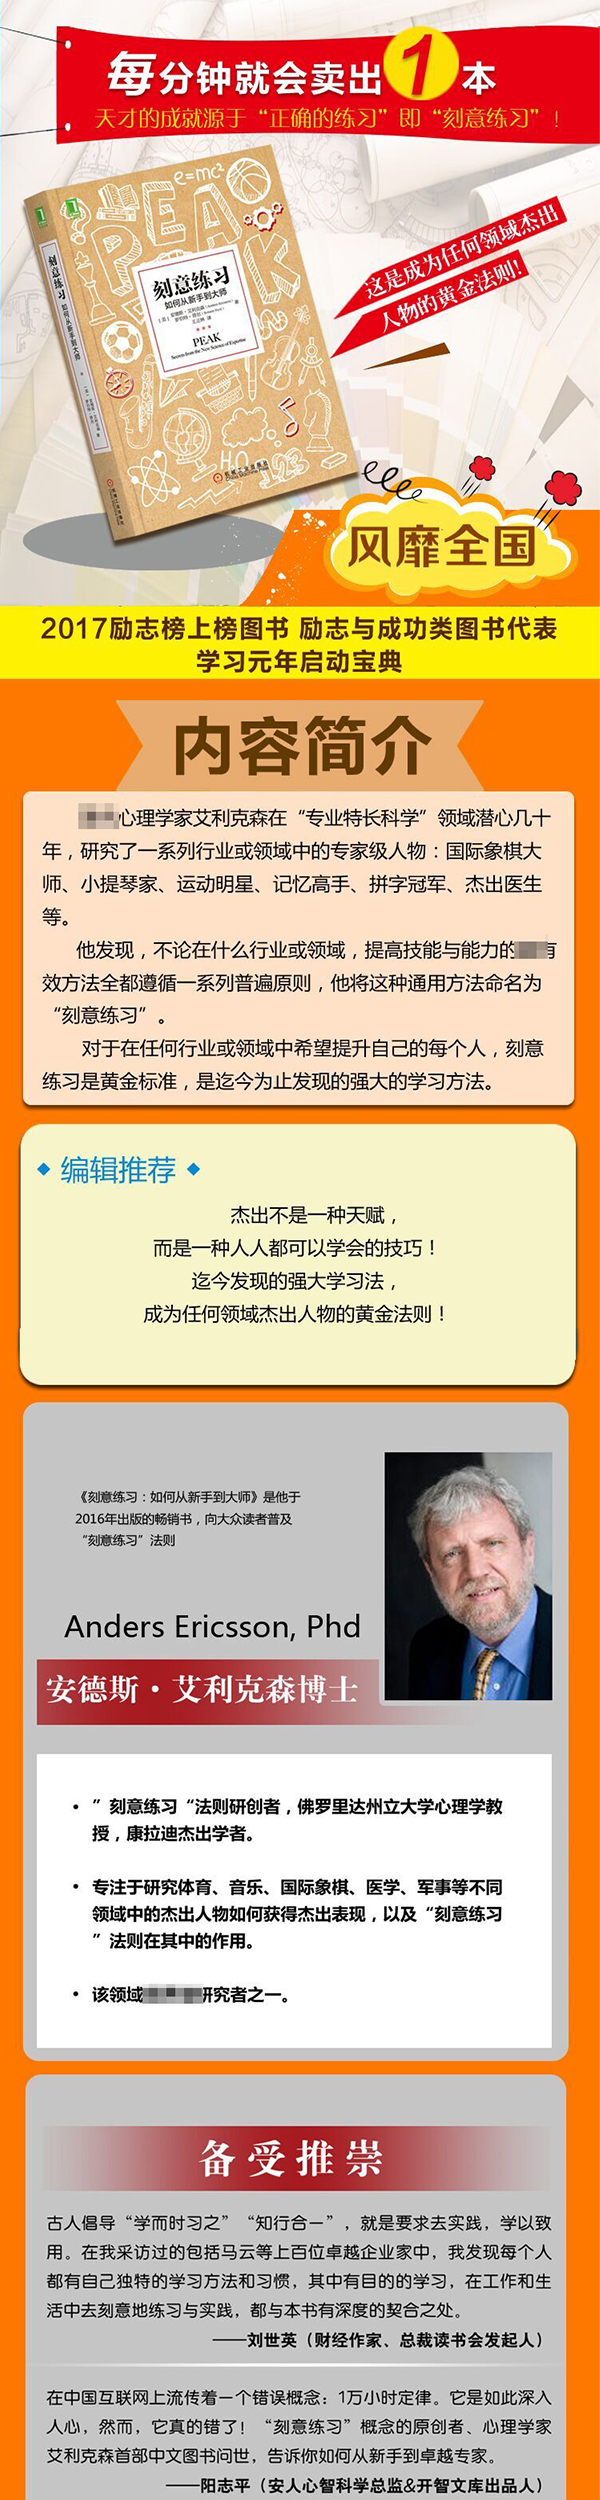 每分钟就会卖出1本
天才的成就源于“正确的练习”即“刻意练习”！
e=mc²
PEAK
刻意练习
如何从新手到大师
PEAK
Secrets from the New Science of Expertise
刻意练习
如何从新手到大师
机械工业出版社
China Machine Press
HO
123
这是成为任何领域杰出
人物的黄金法则!
风靡全国
2017励志榜上榜图书 励志与成功类图书代表
学习元年启动宝典
内容简介
心理学家艾利克森在“专业特长科学”领域潜心几十
年，研究了一系列行业或领域中的专家级人物：国际象棋大
师、小提琴家、运动明星、记忆高手、拼字冠军、杰出医生
等。
他发现，不论在什么行业或领域，提高技能与能力的有
效方法全都遵循一系列普遍原则，他将这种通用方法命名为
“刻意练习”。
对于在任何行业或领域中希望提升自己的每个人，刻意
练习是黄金标准，是迄今为止发现的强大的学习方法。
编辑推荐
杰出不是一种天赋，
而是一种人人都可以学会的技巧！
迄今发现的强大学习法，
成为任何领域杰出人物的黄金法则！
《刻意练习：如何从新手到大师》是他于
2016年出版的畅销书，向大众读者普及
“刻意练习”法则
Anders Ericsson, Phd
安德斯·艾利克森博士
• ”刻意练习“法则研创者，佛罗里达州立大学心理学教
授，康拉迪杰出学者。
• 专注于研究体育、音乐、国际象棋、医学、军事等不同
领域中的杰出人物如何获得杰出表现，以及“刻意练习
”法则在其中的作用。
• 该领域研究者之一。
备受推崇
古人倡导“学而时习之”“知行合一”，就是要求去实践，学以致
用。在我采访过的包括马云等上百位卓越企业家中，我发现每个人
都有自己独特的学习方法和习惯，其中有目的的学习，在工作和生
活中去刻意地练习与实践，都与本书有深度的契合之处。
——刘世英（财经作家、总裁读书会发起人）
在中国互联网上流传着一个错误概念：1万小时定律。它是如此深入
人心，然而，它真的错了！“刻意练习”概念的原创者、心理学家
艾利克森首部中文图书问世，告诉你如何从新手到卓越专家。
——阳志平（安人心智科学总监&开智文库出品人）